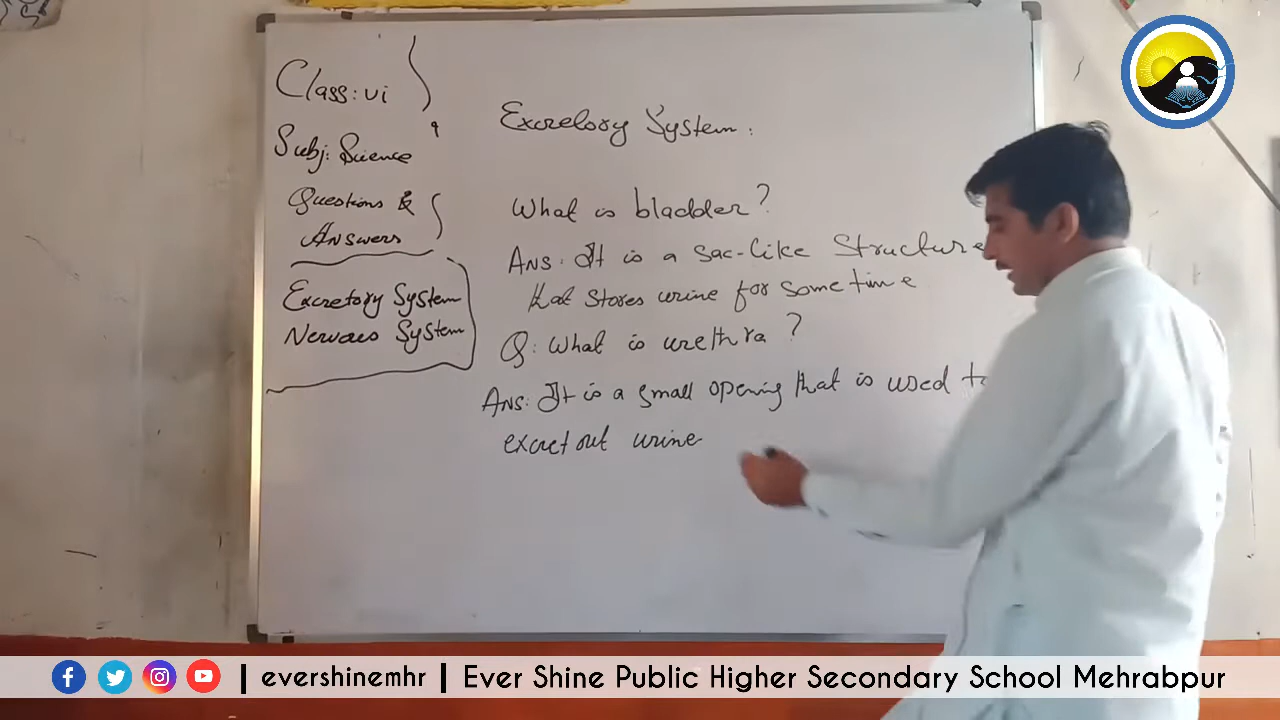 Class: vi
Subj: Science
Questions &
Answers
Excretory System
Nervous System
Excretory System:
What is bladder?
Ans: It is a sac-like Structure
that stores urine for some time
Q: What is urethra?
Ans: It is a small opening that is used to
excret out urine
| evershinemhr | Ever Shine Public Higher Secondary School Mehrabpur